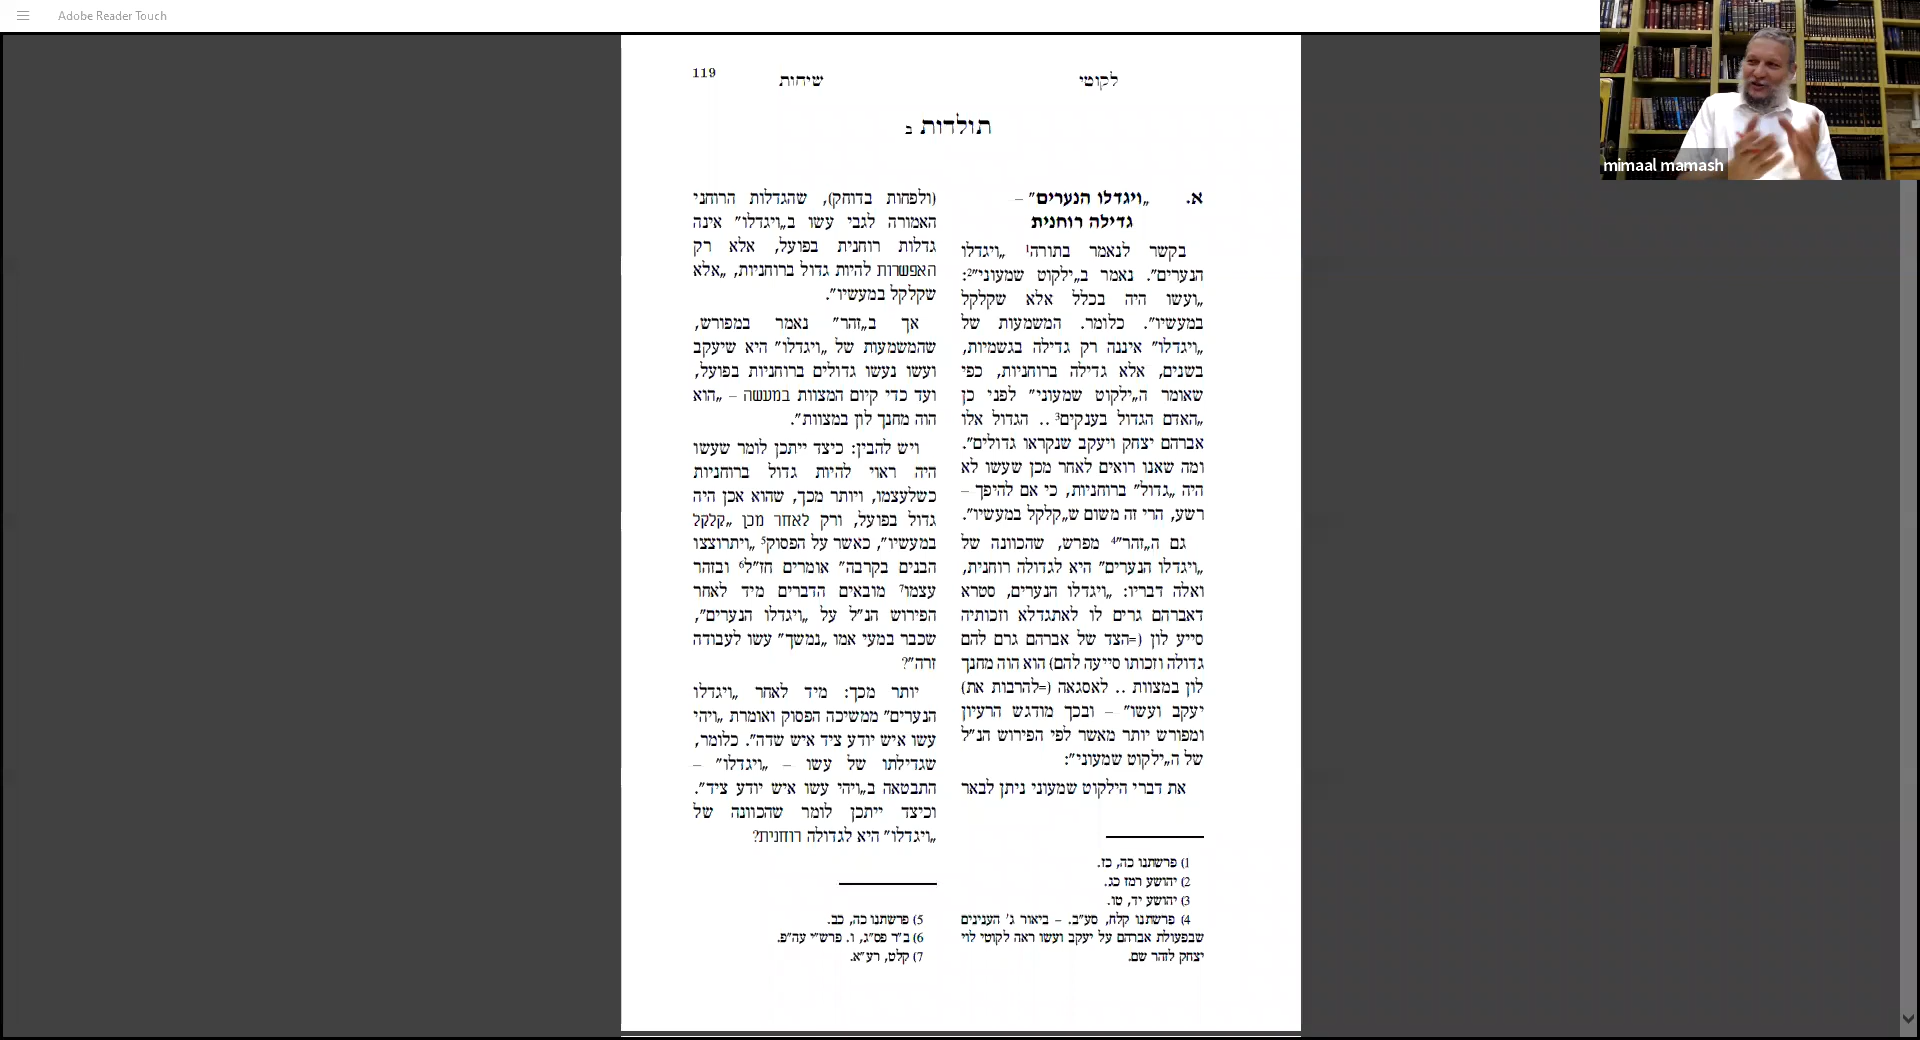 Adobe Reader Touch
mimaal mamash
119
לקוטי
שיחות
תולדות ב
א. „ויגדלו הנערים״ –
גדילה רוחנית
בקשר לנאמר בתורה1 „ויגדלו
הנערים״. נאמר ב„ילקוט שמעוני״2:
„ועשו היה בכלל אלא שקלקל
במעשיו״. כלומר. המשמעות של
„ויגדלו״ איננה רק גדילה בגשמיות,
בשנים, אלא גדילה ברוחניות, כפי
שאומר ה„ילקוט שמעוני״ לפני כן
„האדם הגדול בענקים3 .. הגדול אלו
אברהם יצחק ויעקב שנקראו גדולים״.
ומה שאנו רואים לאחר מכן שעשו לא
היה „גדול״ ברוחניות, כי אם להיפך –
רשע, הרי זה משום ש„קלקל במעשיו״.
גם ה„זהר״4 מפרש, שהכוונה של
„ויגדלו הנערים״ היא לגדולה רוחנית,
ואלה דבריו: „ויגדלו הנערים, סטרא
דאברהם גרים לו לאתגדלא וזכותיה
סייע לון (=הצד של אברהם גרם להם
גדולה וזכותו סייעה להם) הוא הוה מחנך
לון במצוות .. לאסגאה (=להרבות את)
יעקב ועשו״ – ובכך מודגש הרעיון
ומפורש יותר מאשר לפי הפירוש הנ״ל
של ה„ילקוט שמעוני״:
את דברי הילקוט שמעוני ניתן לבאר
1) פרשתנו כה, כז.
2) יהושע רמז כג.
3) יהושע יד, טו.
4) פרשתנו קלח, סע״ב. – ביאור ג' הענינים
שבפעולת אברהם על יעקב ועשו ראה לקוטי לוי
יצחק לזהר שם.
(ולפחות בדוחק), שהגדלות הרוחני
האמורה לגבי עשו ב„ויגדלו״ אינה
גדלות רוחנית בפועל, אלא רק
האפשרות להיות גדול ברוחניות, „אלא
שקלקל במעשיו״.
אך ב„זהר״ נאמר במפורש,
שהמשמעות של „ויגדלו״ היא שיעקב
ועשו נעשו גדולים ברוחניות בפועל,
ועד כדי קיום המצוות במעשה – „הוא
הוה מחנך לון במצוות״.
ויש להבין: כיצד ייתכן לומר שעשו
היה ראוי להיות גדול ברוחניות
כשלעצמו, ויותר מכך, שהוא אכן היה
גדול בפועל, ורק לאחר מכן „קלקל
במעשיו״, כאשר על הפסוק5 „ויתרוצצו
הבנים בקרבה״ אומרים חז״ל6 ובזהר
עצמו7 מובאים הדברים מיד לאחר
הפירוש הנ״ל על „ויגדלו הנערים״,
שכבר במעי אמו „נמשך״ עשו לעבודה
זרה״?
יותר מכך: מיד לאחר „ויגדלו
הנערים״ ממשיכה הפסוק ואומרת „ויהי
עשו איש יודע ציד איש שדה״. כלומר,
שגדילתו של עשו – „ויגדלו״ –
התבטאה ב„ויהי עשו איש יודע ציד״.
וכיצד ייתכן לומר שהכוונה של
„ויגדלו״ היא לגדולה רוחנית?
5) פרשתנו כה, כב.
6) ב״ר פס״ג, ו. פרש״י עה״פ.
7) קלט, רע״א.